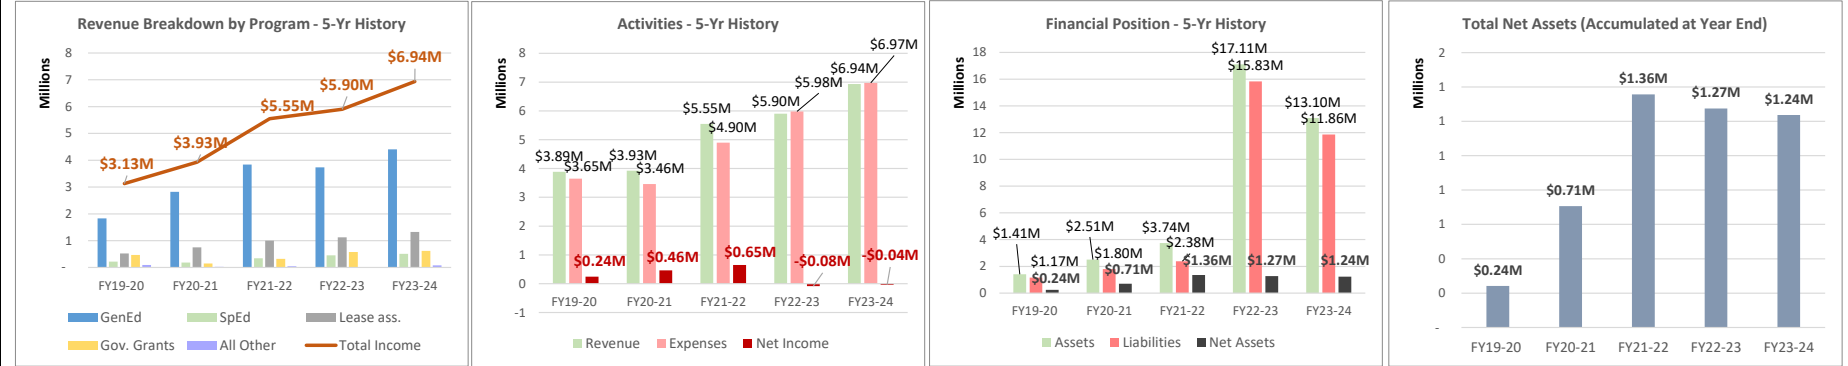 Revenue Breakdown by Program - 5-Yr History
Millions
8
7
6
5
4
3
2
1
-
$3.13M
$3.93M
$5.55M
$5.90M
$6.94M
FY19-20 FY20-21 FY21-22 FY22-23 FY23-24
GenEd SpEd Lease ass.
Gov. Grants All Other Total Income
Activities - 5-Yr History
Millions
8
7
6
5
4
3
2
1
0
-1
$3.89M
$3.65M
$0.24M
$3.93M
$3.46M
$0.46M
$5.55M
$4.90M
$0.65M
$5.90M
$5.98M
-$0.08M
$6.94M
$6.97M
-$0.04M
FY19-20 FY20-21 FY21-22 FY22-23 FY23-24
Revenue Expenses Net Income
Financial Position - 5-Yr History
Millions
18
16
14
12
10
8
6
4
2
0
$1.41M
$1.17M
$0.24M
$2.51M
$1.80M
$0.71M
$3.74M
$2.38M
$1.36M
$17.11M
$15.83M
$1.27M
$13.10M
$11.86M
$1.24M
FY19-20 FY20-21 FY21-22 FY22-23 FY23-24
Assets Liabilities Net Assets
Total Net Assets (Accumulated at Year End)
Millions
2
1
1
1
1
1
0
0
-
$0.24M
$0.71M
$1.36M
$1.27M
$1.24M
FY19-20 FY20-21 FY21-22 FY22-23 FY23-24